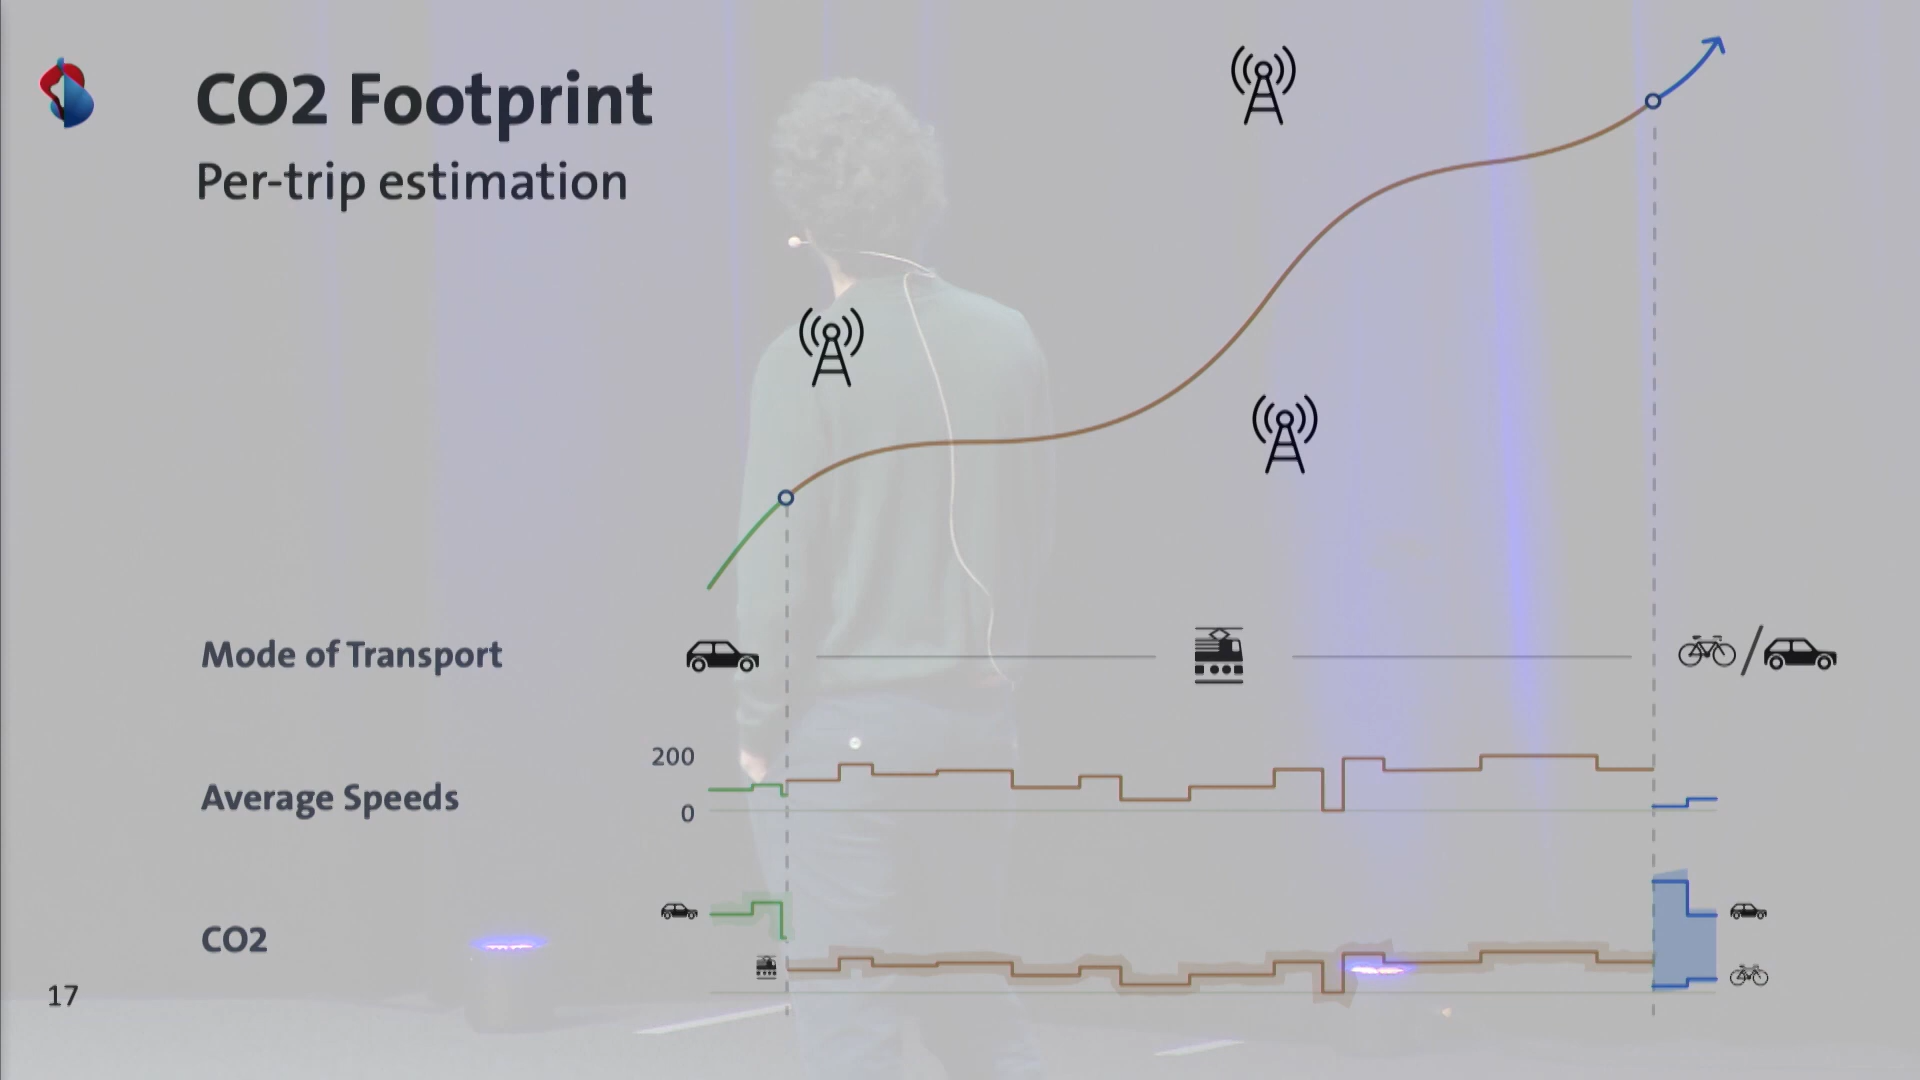 CO2 Footprint
Per-trip estimation
Mode of Transport
200
Average Speeds
0
CO2
17